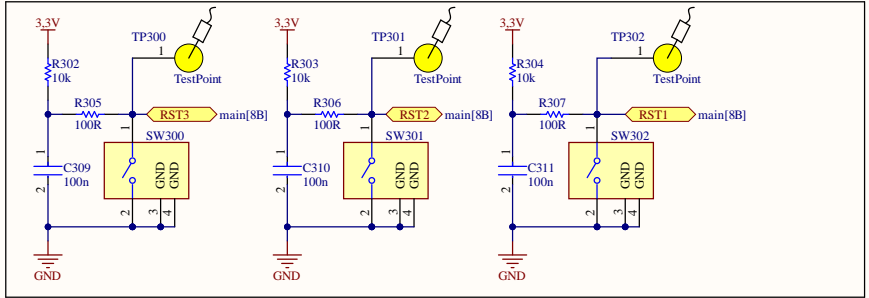 3.3V
TP300
1
TestPoint
R302
10k
R305
100R
RST3
main[8B]
1
SW300
1
C309
100n
2
GND
GND
2
3
4
GND
3.3V
TP301
1
TestPoint
R303
10k
R306
100R
RST2
main[8B]
1
SW301
1
C310
100n
2
GND
GND
2
3
4
GND
3.3V
TP302
1
TestPoint
R304
10k
R307
100R
RST1
main[8B]
1
SW302
1
C311
100n
2
GND
GND
2
3
4
GND